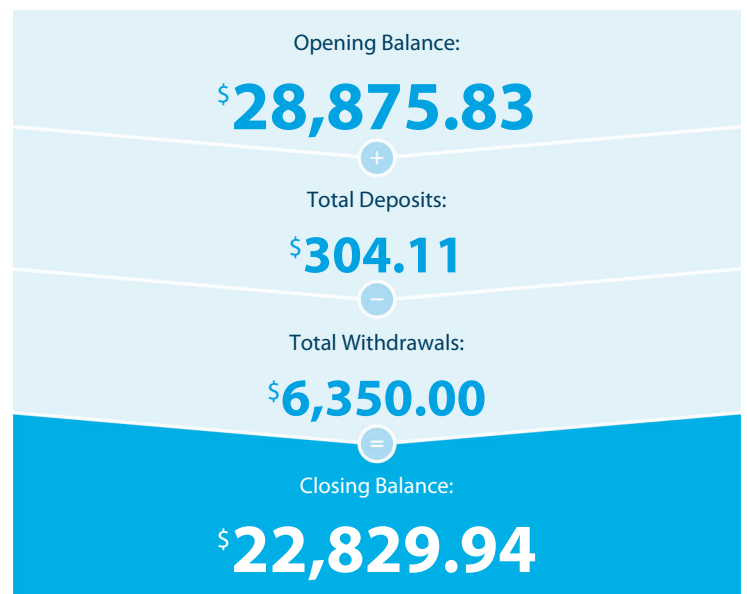 Opening Balance:
$28,875.83
+
Total Deposits:
$304.11
−
Total Withdrawals:
$6,350.00
=
Closing Balance:
$22,829.94